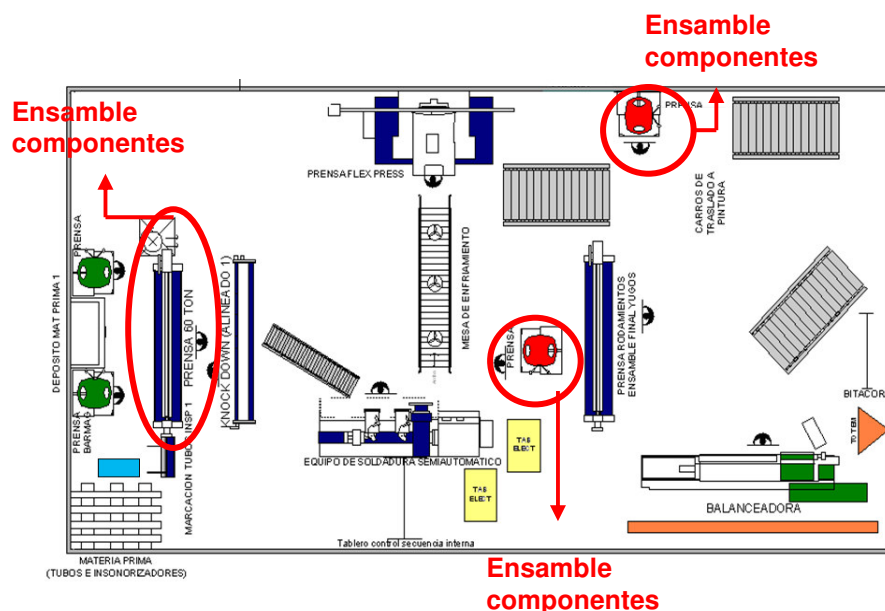 Ensamble
componentes
Ensamble
componentes
PRENSA
PRENSA FLEX PRESS
CARROS DE
TRASLADO A
PINTURA
PRENSA
DEPOSITO MAT PRIMA 1
PRENSA
BARMAG
MARCACION TUBOS INSP 1
PRENSA 60 TON
KNOCK DOWN (ALINEADO 1)
MESA DE ENFRIAMIENTO
PRENSA
PRENSA RODAMIENTOS
ENSAMBLE FINAL YUGOS
BITACOR
EQUIPO DE SOLDADURA SEMIAUTOMATICO
TAB
ELECT
TAB
ELECT
BALANCEADORA
Tablero control secuencia interna
MATERIA PRIMA
(TUBOS E INSONORIZADORES)
Ensamble
componentes